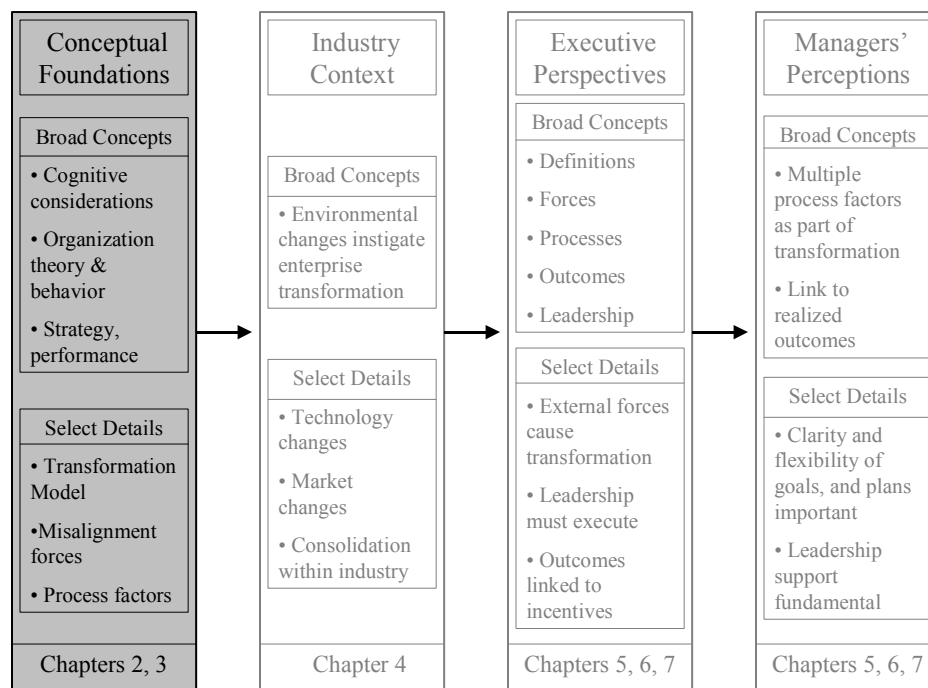 Conceptual
Foundations
Broad Concepts
• Cognitive
considerations
• Organization
theory &
behavior
• Strategy,
performance
Select Details
• Transformation
Model
•Misalignment
forces
• Process factors
Chapters 2, 3
Industry
Context
Broad Concepts
• Environmental
changes instigate
enterprise
transformation
Select Details
• Technology
changes
• Market
changes
• Consolidation
within industry
Chapter 4
Executive
Perspectives
Broad Concepts
• Definitions
• Forces
• Processes
• Outcomes
• Leadership
Select Details
• External forces
cause
transformation
• Leadership
must execute
• Outcomes
linked to
incentives
Chapters 5, 6, 7
Managers’
Perceptions
Broad Concepts
• Multiple
process factors
as part of
transformation
• Link to
realized
outcomes
Select Details
• Clarity and
flexibility of
goals, and plans
important
• Leadership
support
fundamental
Chapters 5, 6, 7